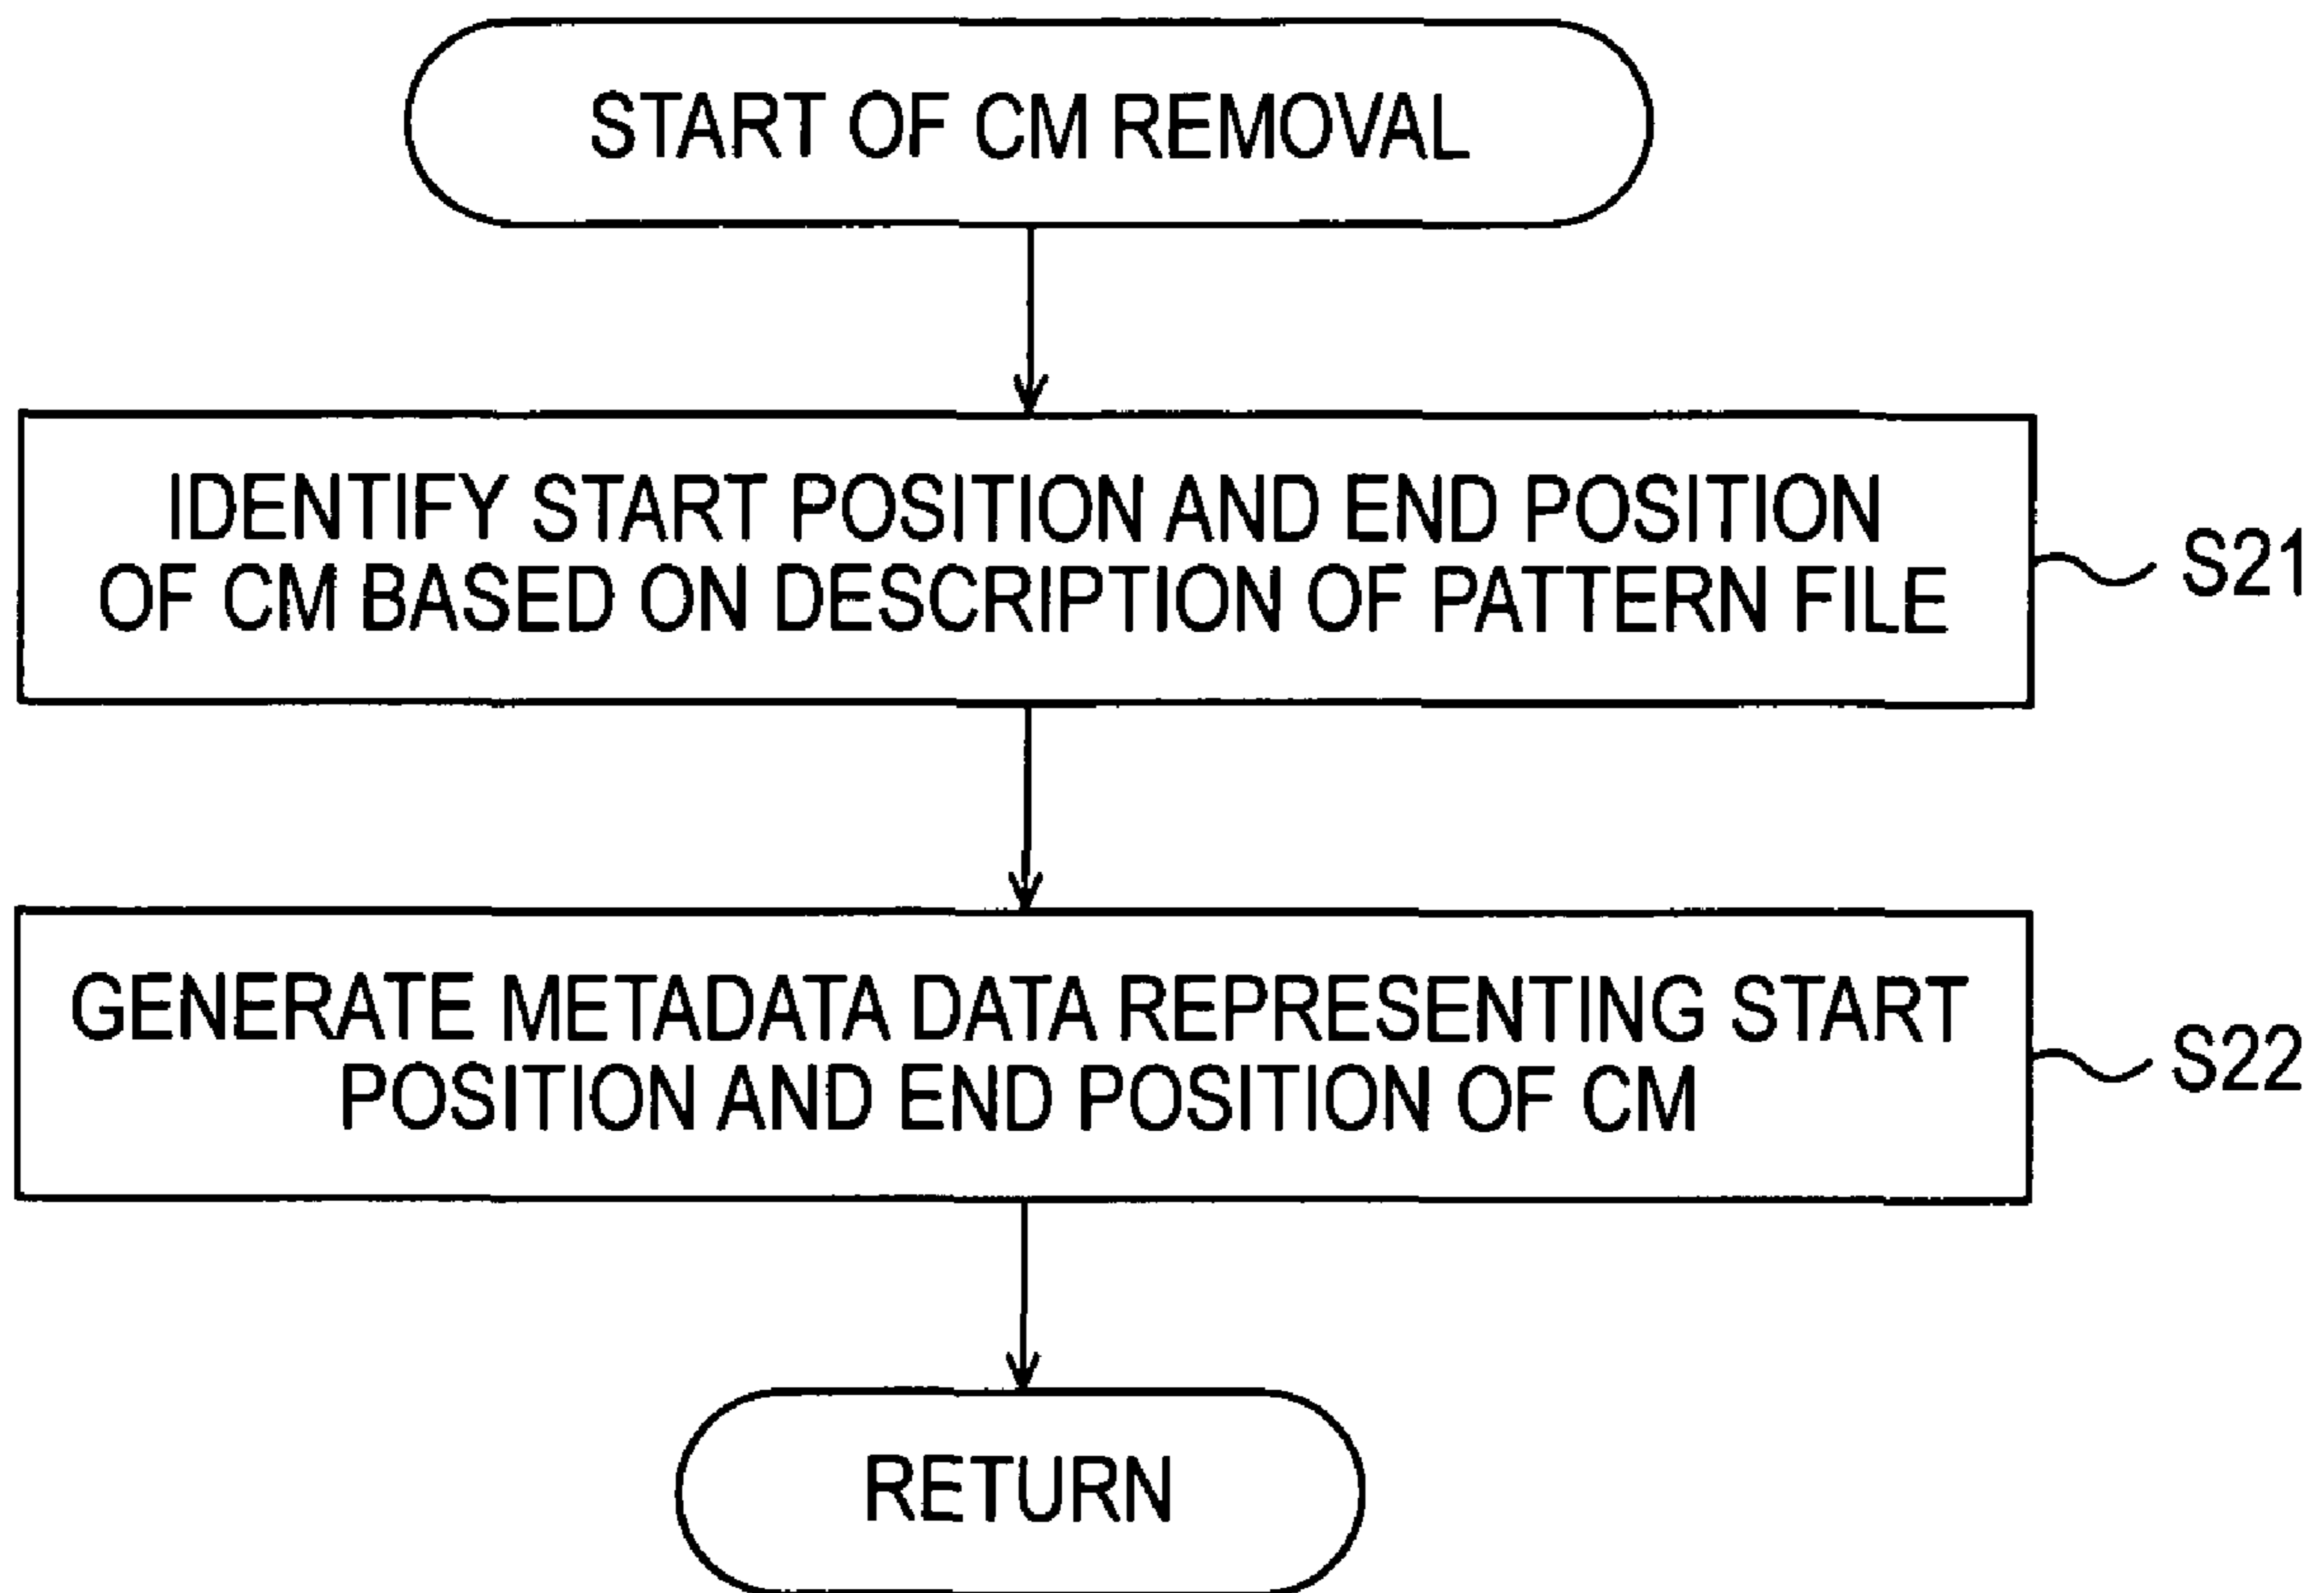 START OF CM REMOVAL
IDENTIFY START POSITION AND END POSITION
OF CM BASED ON DESCRIPTION OF PATTERN FILE
S21
GENERATE METADATA DATA REPRESENTING START
POSITION AND END POSITION OF CM
S22
RETURN